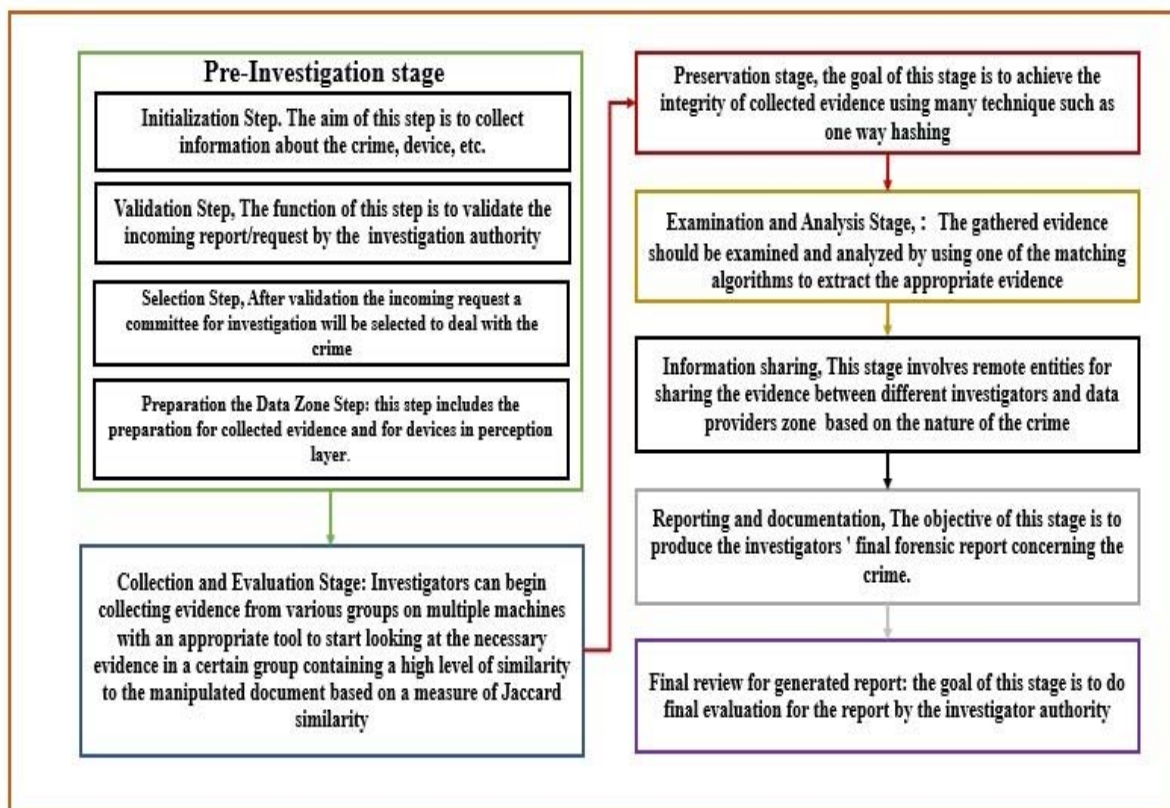 Pre-Investigation stage
Initialization Step. The aim of this step is to collect
information about the crime, device, etc.
Validation Step, The function of this step is to validate the
incoming report/request by the investigation authority
Selection Step, After validation the incoming request a
committee for investigation will be selected to deal with the
crime
Preparation the Data Zone Step: this step includes the
preparation for collected evidence and for devices in perception
layer.
Collection and Evaluation Stage: Investigators can begin
collecting evidence from various groups on multiple machines
with an appropriate tool to start looking at the necessary
evidence in a certain group containing a high level of similarity
to the manipulated document based on a measure of Jaccard
similarity
Preservation stage, the goal of this stage is to achieve the
integrity of collected evidence using many technique such as
one way hashing
Examination and Analysis Stage, : The gathered evidence
should be examined and analyzed by using one of the matching
algorithms to extract the appropriate evidence
Information sharing, This stage involves remote entities for
sharing the evidence between different investigators and data
providers zone based on the nature of the crime
Reporting and documentation, The objective of this stage is to
produce the investigators ' final forensic report concerning the
crime.
Final review for generated report: the goal of this stage is to do
final evaluation for the report by the investigator authority